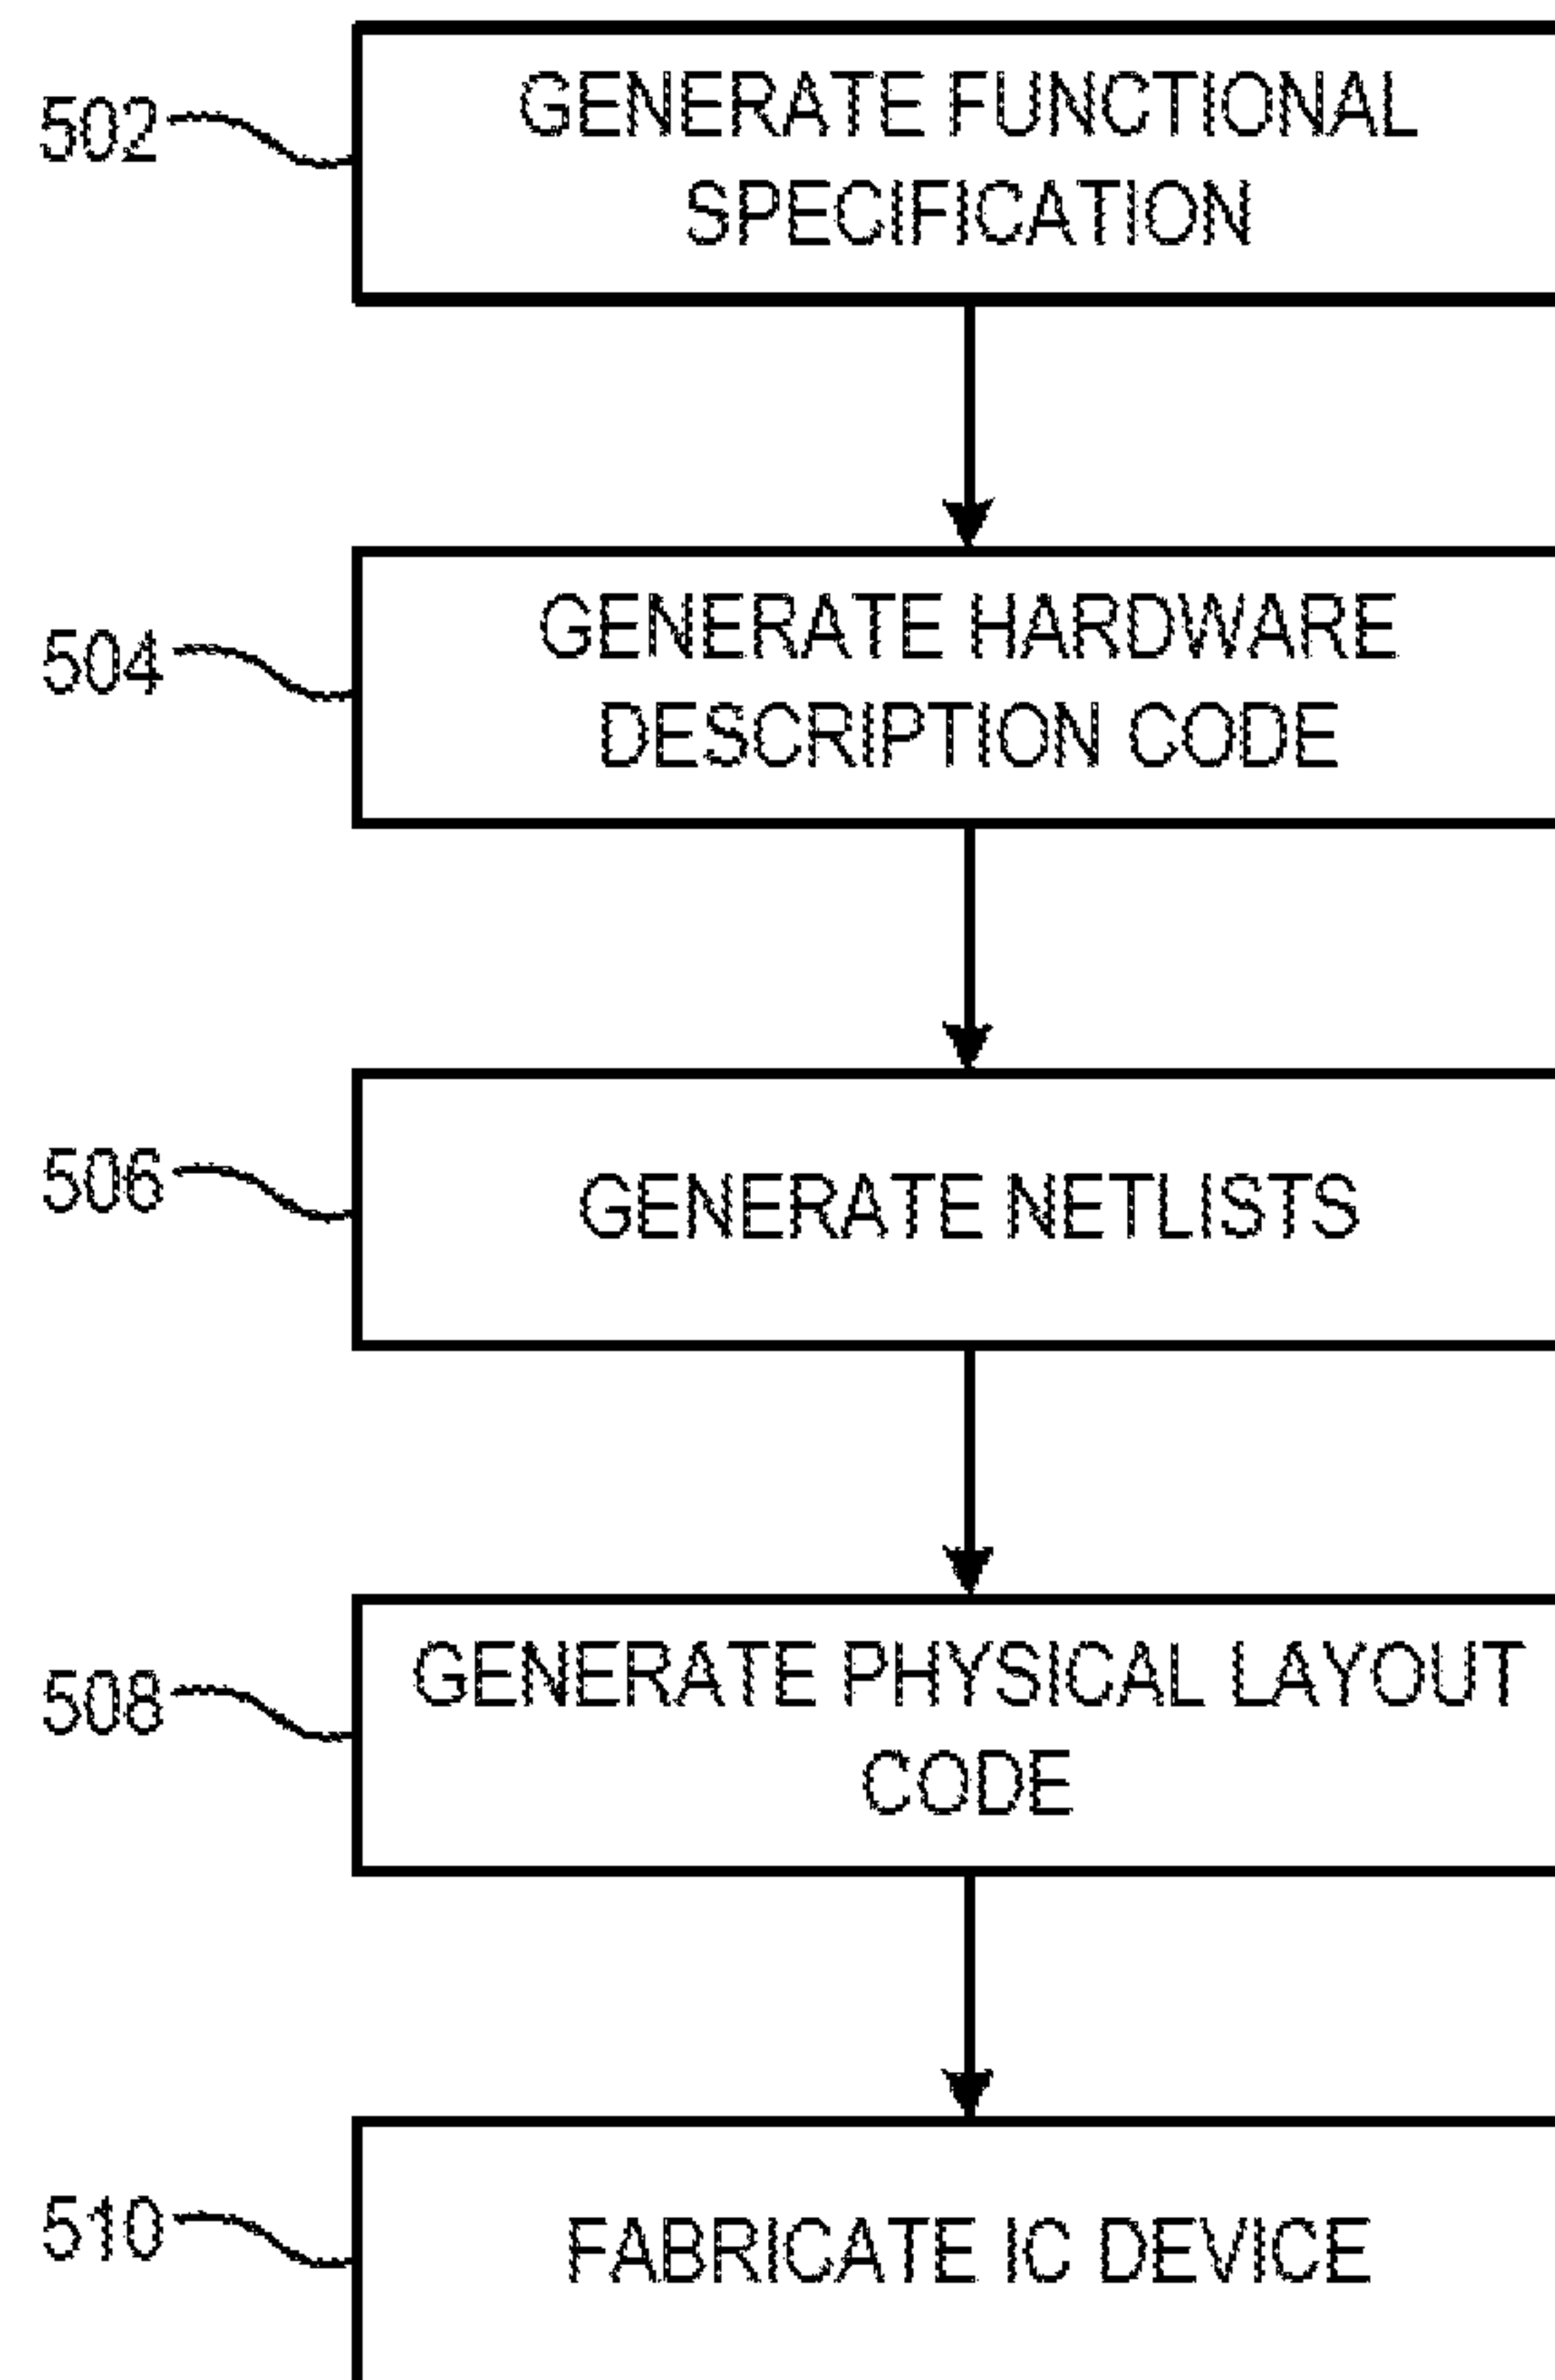 502
GENERATE FUNCTIONAL
SPECIFICATION
504
GENERATE HARDWARE
DESCRIPTION CODE
506
GENERATE NETLISTS
508
GENERATE PHYSICAL LAYOUT
CODE
510
FABRICATE IC DEVICE